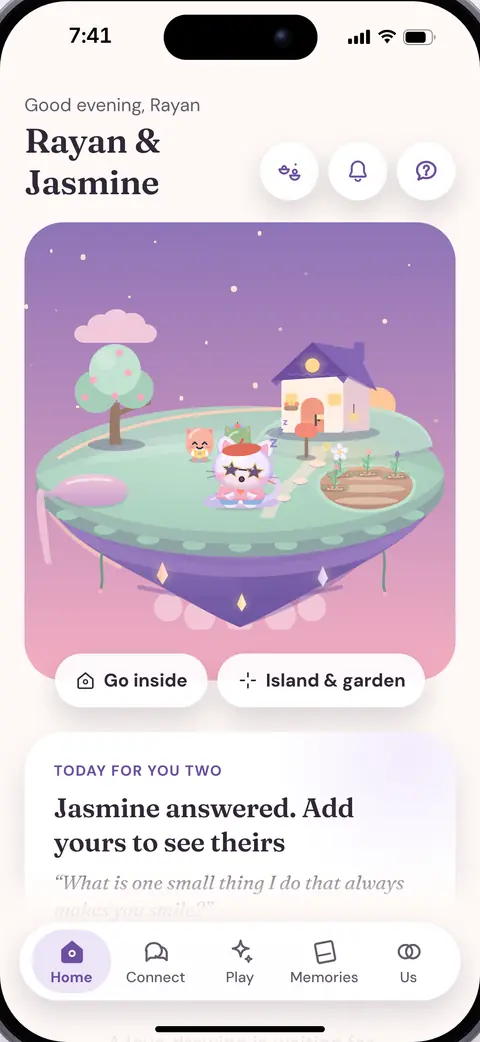 7:41
Good evening, Rayan
Rayan &
Jasmine
z
z
Go inside
Island & garden
TODAY FOR YOU TWO
Jasmine answered. Add
yours to see theirs
“What is one small thing I do that always
makes you smile?”
Home
Connect
Play
Memories
Us